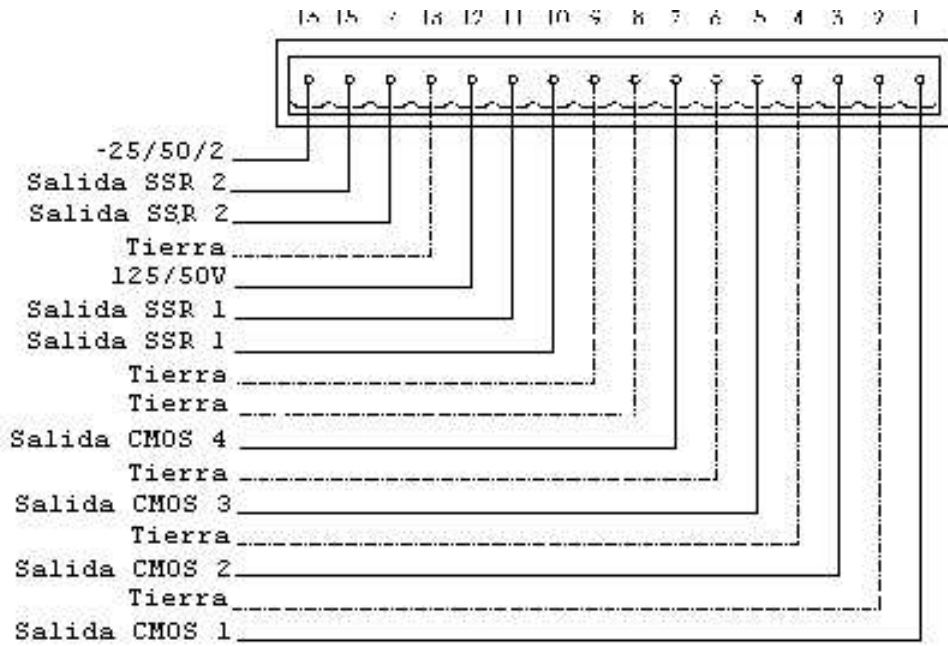 16 15 13 12 11 10 9 8 7 6 5 4 3 2 1
-25/50/2
Salida SSR 2
Salida SSR 2
Tierra
125/50V
Salida SSR 1
Salida SSR 1
Tierra
Tierra
Salida CMOS 4
Tierra
Salida CMOS 3
Tierra
Salida CMOS 2
Tierra
Salida CMOS 1